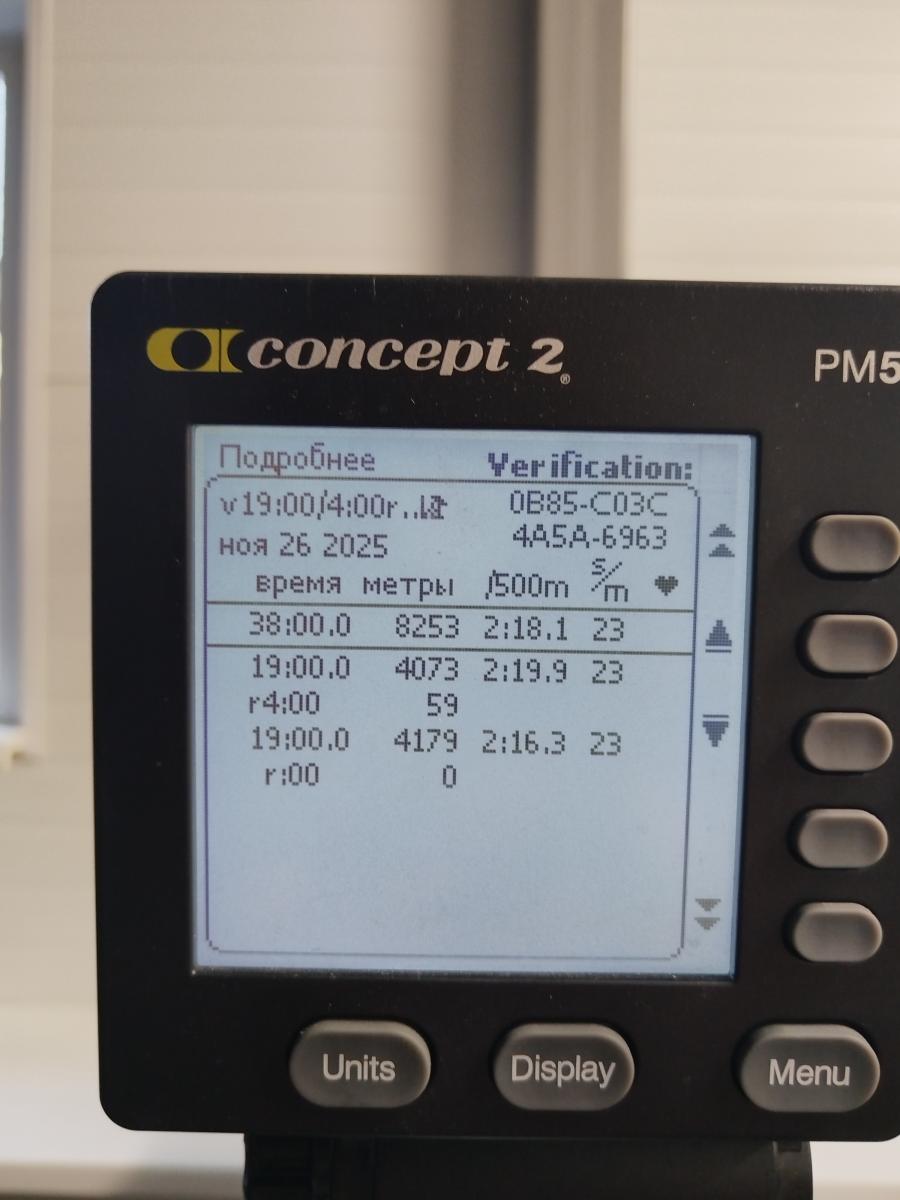 concept 2®
PM5
Подробнее Verification:
v19:00/4:00r... 0B85-C03C
ноя 26 2025 4A5A-6963
время метры /500m s/m ♥
38:00.0 8253 2:18.1 23
19:00.0 4073 2:19.9 23
r4:00 59
19:00.0 4179 2:16.3 23
r:00 0
Units Display Menu